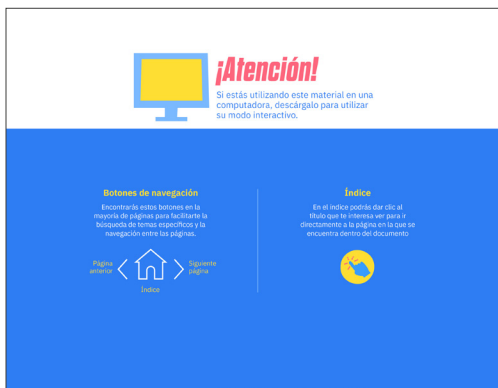 ¡Atención!
Si estás utilizando este material en una
computadora, descárgalo para utilizar
su modo interactivo.
Botones de navegación
Encontrarás estos botones en la
mayoría de páginas para facilitarte la
búsqueda de temas específicos y la
navegación entre las páginas.
Página
anterior
Siguiente
página
Índice
Índice
En el índice podrás dar clic al
título que te interesa ver para ir
directamente a la página en la que se
encuentra dentro del documento